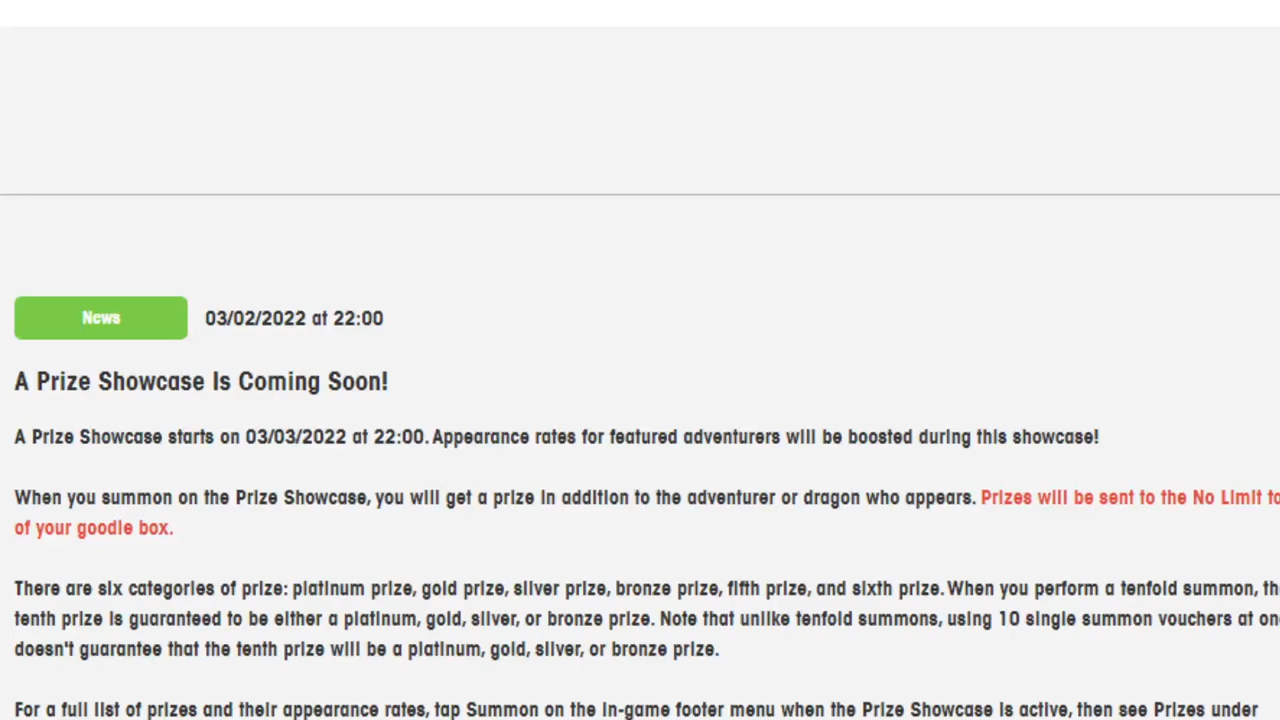 News 03/02/2022 at 22:00
A Prize Showcase Is Coming Soon!
A Prize Showcase starts on 03/03/2022 at 22:00. Appearance rates for featured adventurers will be boosted during this showcase!
When you summon on the Prize Showcase, you will get a prize in addition to the adventurer or dragon who appears. Prizes will be sent to the No Limit
of your goodie box.
There are six categories of prize: platinum prize, gold prize, silver prize, bronze prize, fifth prize, and sixth prize. When you perform a tenfold summon,
tenth prize is guaranteed to be either a platinum, gold, silver, or bronze prize. Note that unlike tenfold summons, using 10 single summon vouchers at
doesn't guarantee that the tenth prize will be a platinum, gold, silver, or bronze prize.
For a full list of prizes and their appearance rates, tap Summon on the in-game footer menu when the Prize Showcase is active, then see Prizes under